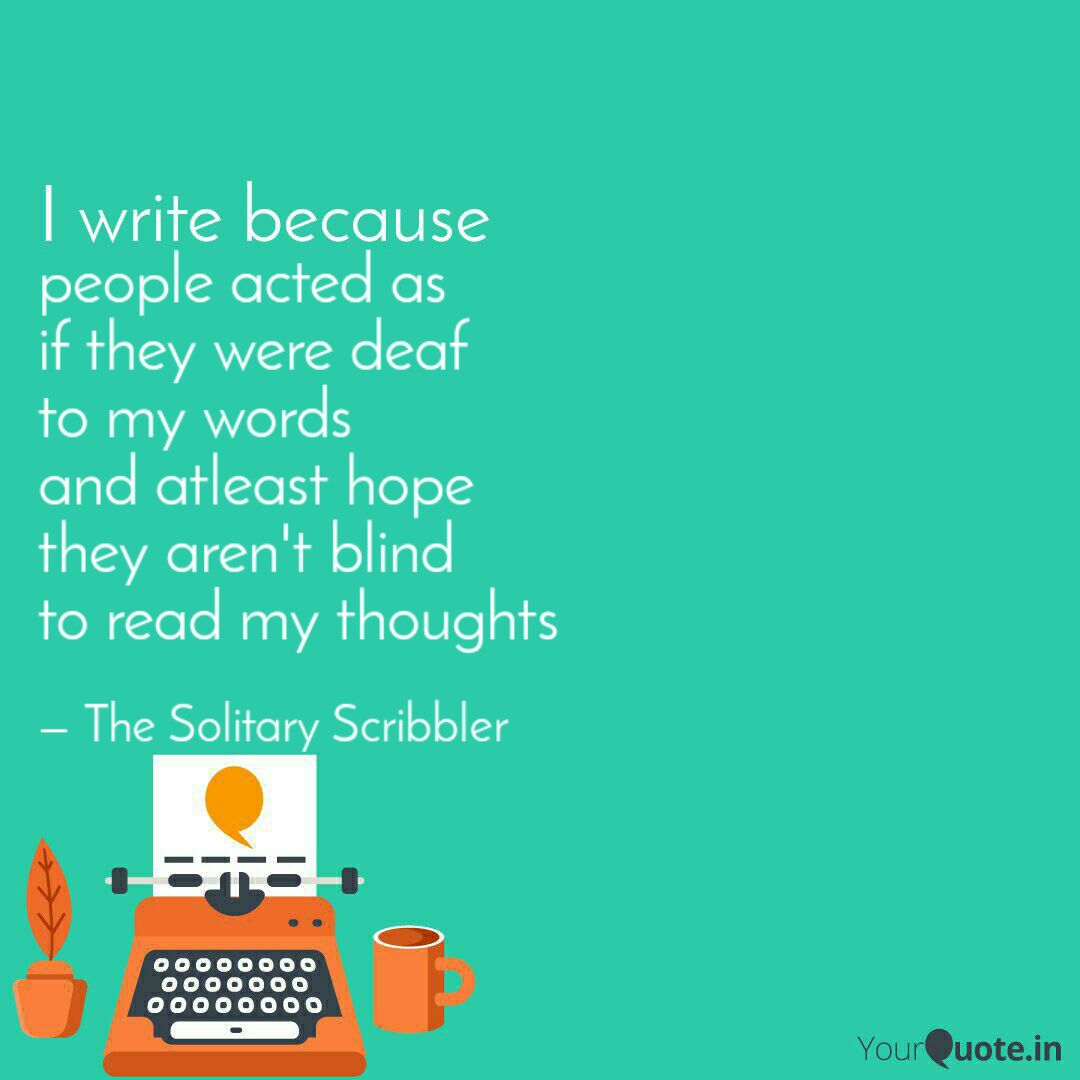 I write because
people acted as
if they were deaf
to my words
and atleast hope
they aren't blind
to read my thoughts
– The Solitary Scribbler
YourQuote.in